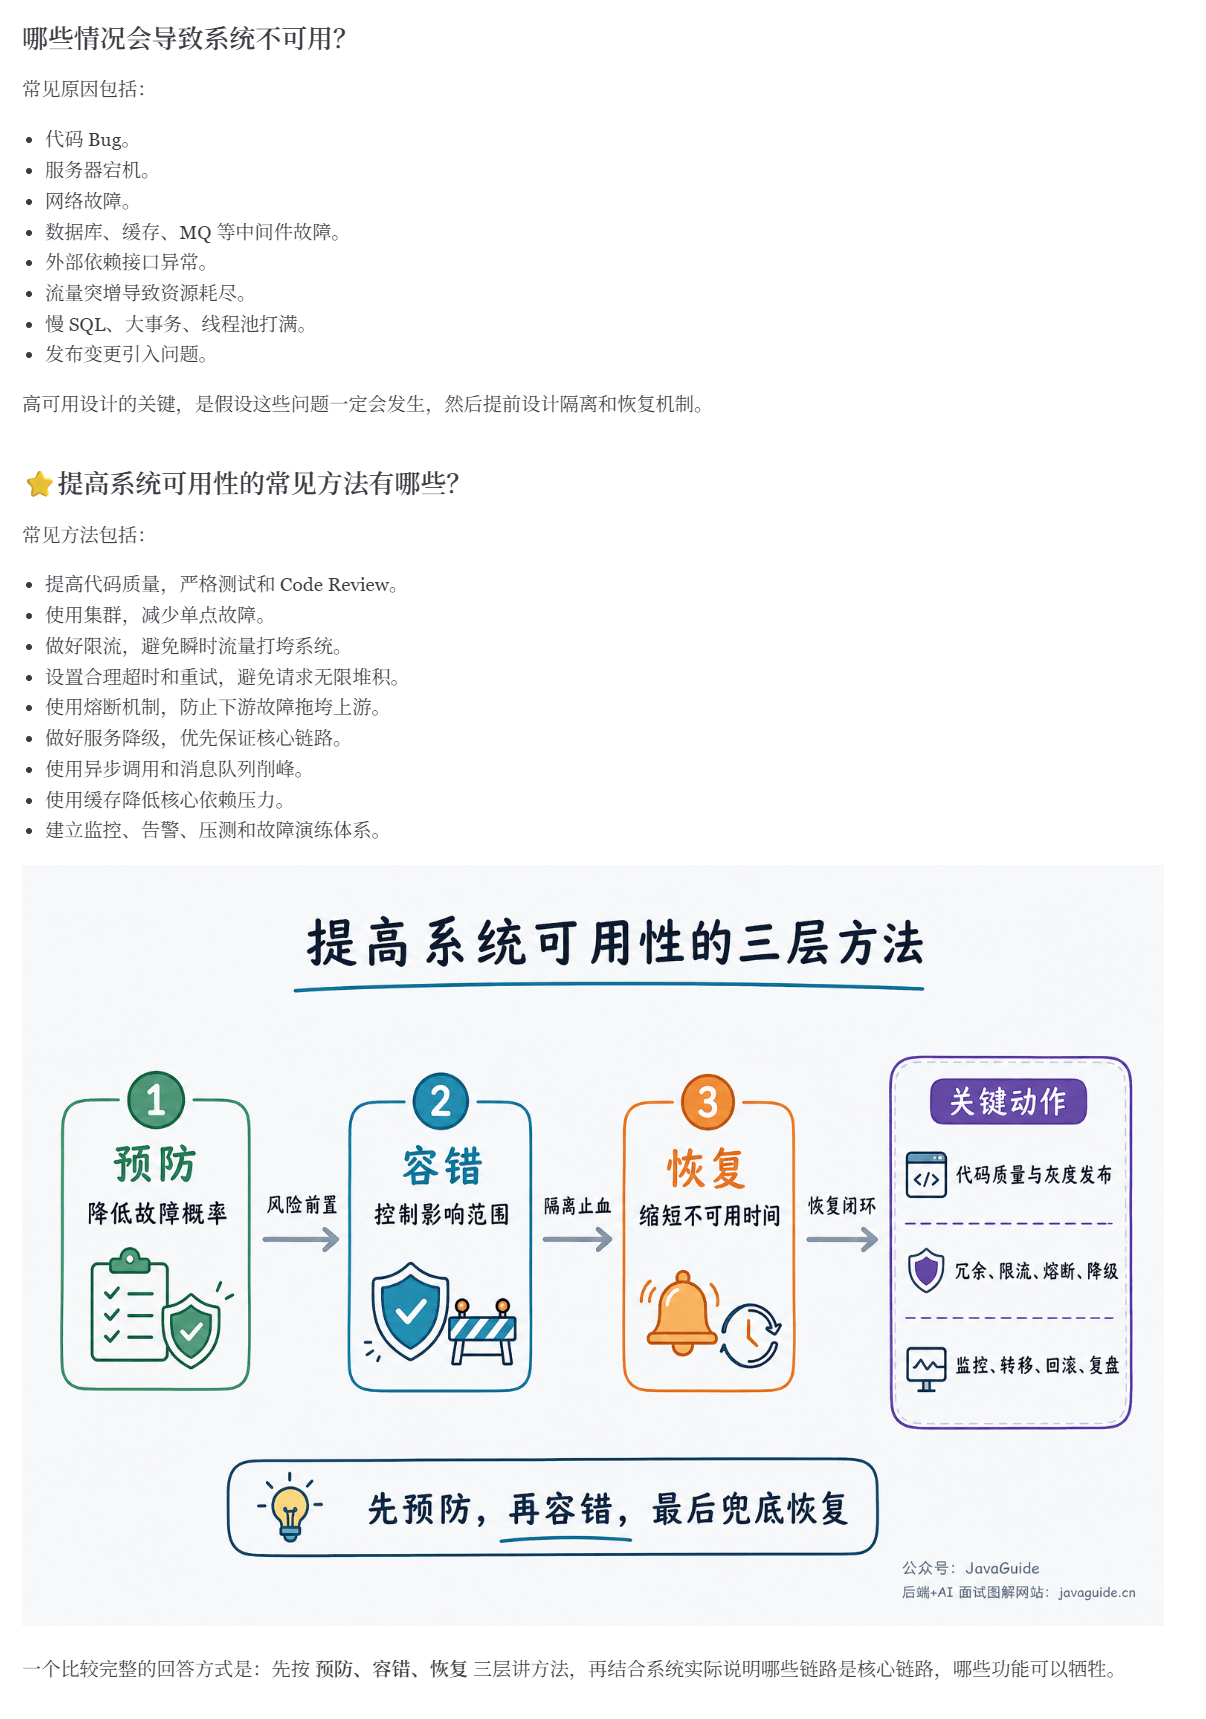 哪些情况会导致系统不可用？
常见原因包括：
代码 Bug。
服务器宕机。
网络故障。
数据库、缓存、MQ 等中间件故障。
外部依赖接口异常。
流量突增导致资源耗尽。
慢 SQL、大事务、线程池打满。
发布变更引入问题。
高可用设计的关键，是假设这些问题一定会发生，然后提前设计隔离和恢复机制。
⭐提高系统可用性的常见方法有哪些？
常见方法包括：
提高代码质量，严格测试和 Code Review。
使用集群，减少单点故障。
做好限流，避免瞬时流量打垮系统。
设置合理超时和重试，避免请求无限堆积。
使用熔断机制，防止下游故障拖垮上游。
做好服务降级，优先保证核心链路。
使用异步调用和消息队列削峰。
使用缓存降低核心依赖压力。
建立监控、告警、压测和故障演练体系。
提高系统可用性的三层方法
1
预防
降低故障概率
风险前置
2
容错
控制影响范围
隔离止血
3
恢复
缩短不可用时间
恢复闭环
关键动作
代码质量与灰度发布
冗余、限流、熔断、降级
监控、转移、回滚、复盘
先预防，再容错，最后兜底恢复
公众号：JavaGuide
后端+AI 面试图解网站：javaguide.cn
一个比较完整的回答方式是：先按 预防、容错、恢复 三层讲方法，再结合系统实际说明哪些链路是核心链路，哪些功能可以牺牲。